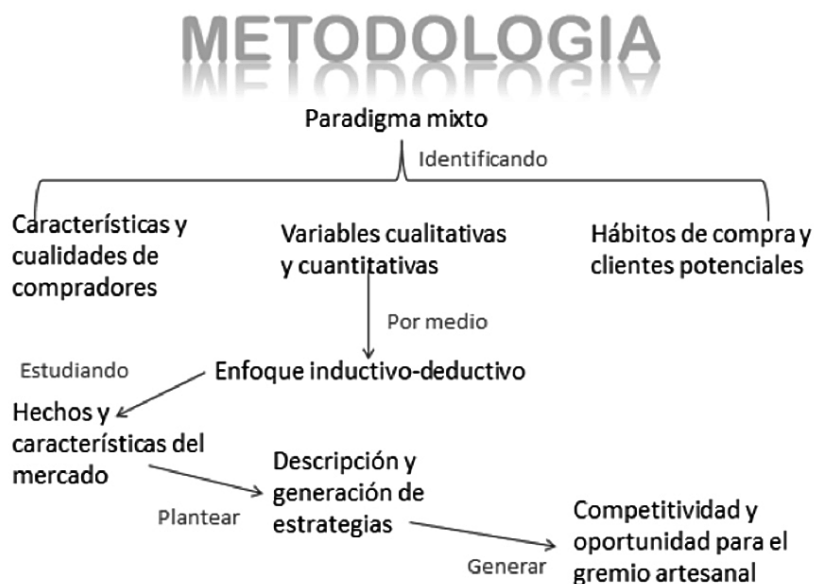 METODOLOGIA
Paradigma mixto
Identificando
Características y
cualidades de
compradores
Variables cualitativas
y cuantitativas
Hábitos de compra y
clientes potenciales
Por medio
Enfoque inductivo-deductivo
Estudiando
Hechos y
características del
mercado
Plantear
Descripción y
generación de
estrategias
Generar
Competitividad y
oportunidad para el
gremio artesanal